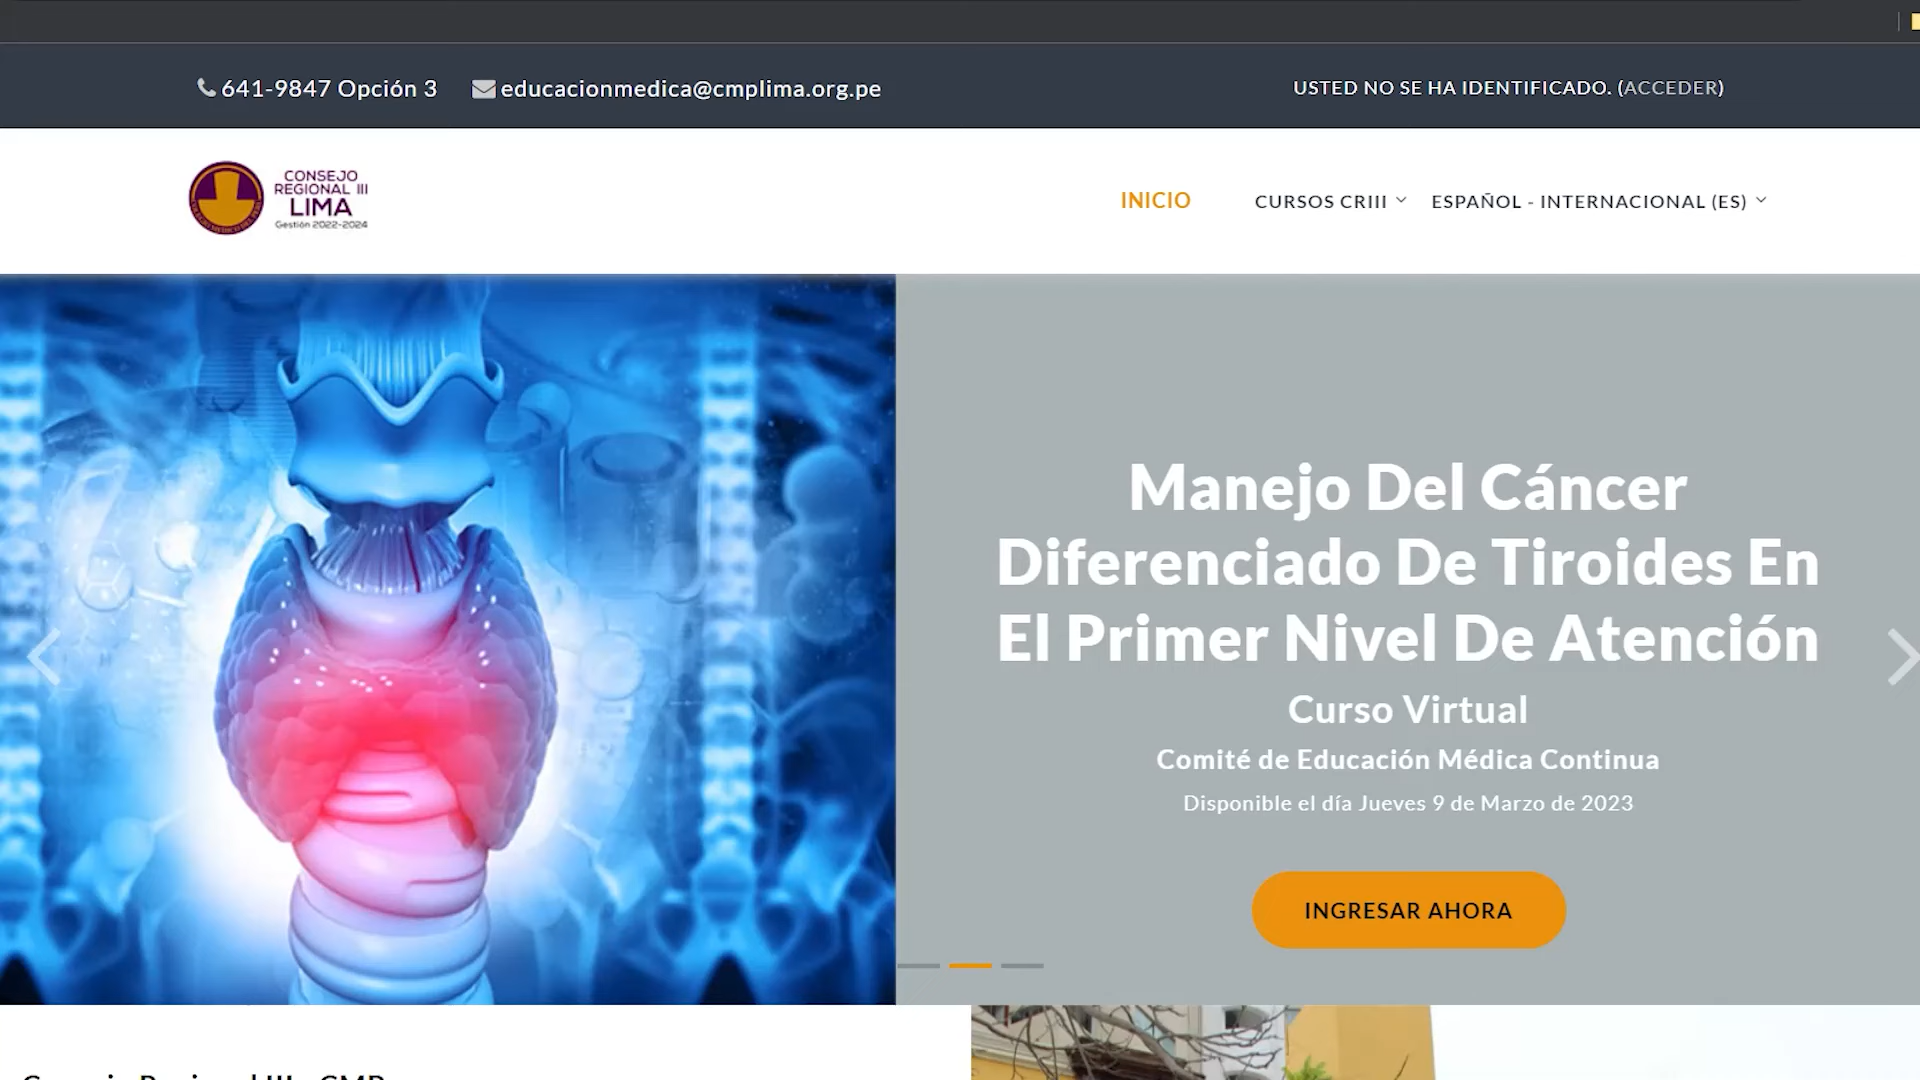 641-9847 Opción 3
educacionmedica@cmplima.org.pe
USTED NO SE HA IDENTIFICADO. (ACCEDER)
CONSEJO
REGIONAL III
LIMA
Gestión 2022-2024
INICIO
CURSOS CRIII
ESPAÑOL - INTERNACIONAL (ES)
Manejo Del Cáncer
Diferenciado De Tiroides En
El Primer Nivel De Atención
Curso Virtual
Comité de Educación Médica Continua
Disponible el día Jueves 9 de Marzo de 2023
INGRESAR AHORA